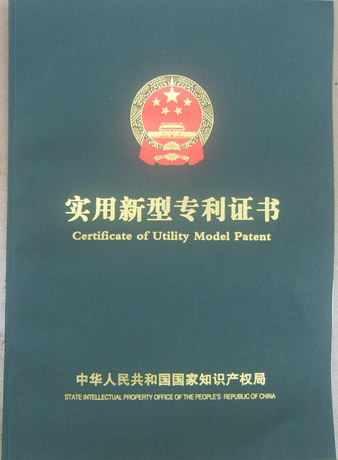 实用新型专利证书
Certificate of Utility Model Patent
中华人民共和国国家知识产权局
STATE INTELLECTUAL PROPERTY OFFICE OF THE PEOPLE'S REPUBLIC OF CHINA